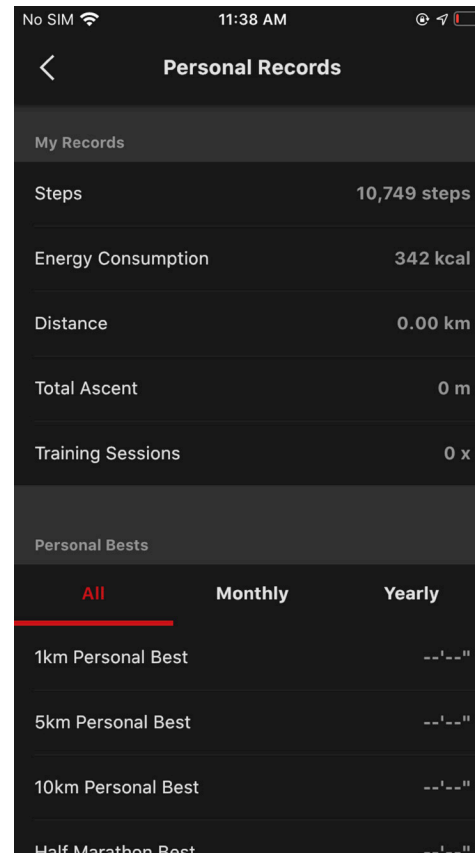 No SIM 11:38 AM
Personal Records
My Records
Steps 10,749 steps
Energy Consumption 342 kcal
Distance 0.00 km
Total Ascent 0 m
Training Sessions 0 x
Personal Bests
All Monthly Yearly
1km Personal Best --'--"
5km Personal Best --'--"
10km Personal Best --'--"
Half Marathon Best --'--"